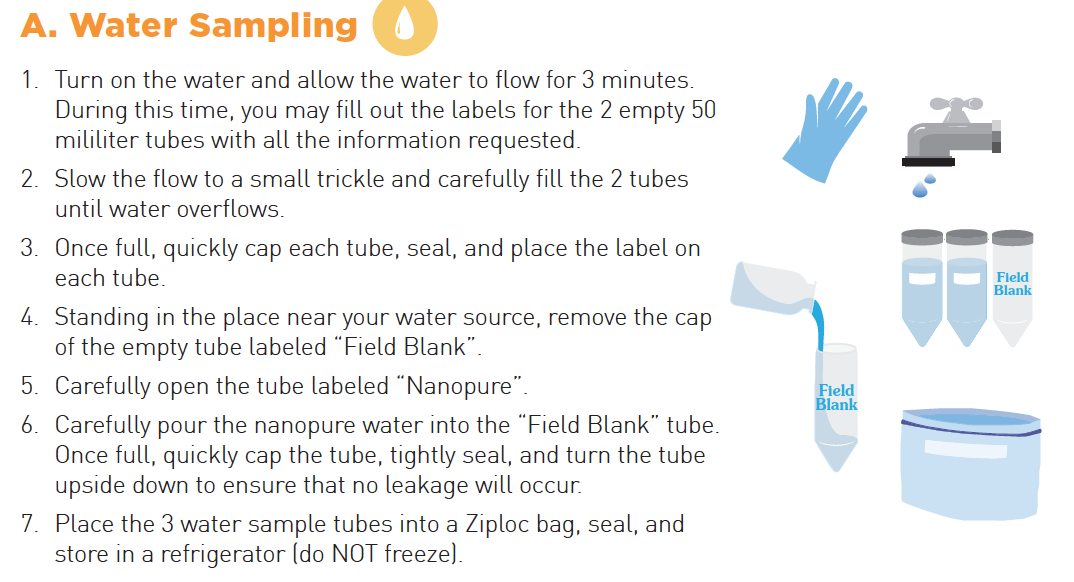 A. Water Sampling
1. Turn on the water and allow the water to flow for 3 minutes.
During this time, you may fill out the labels for the 2 empty 50
mililiter tubes with all the information requested.
2. Slow the flow to a small trickle and carefully fill the 2 tubes
until water overflows.
3. Once full, quickly cap each tube, seal, and place the label on
each tube.
4. Standing in the place near your water source, remove the cap
of the empty tube labeled “Field Blank”.
5. Carefully open the tube labeled “Nanopure”.
6. Carefully pour the nanopure water into the “Field Blank” tube.
Once full, quickly cap the tube, tightly seal, and turn the tube
upside down to ensure that no leakage will occur.
7. Place the 3 water sample tubes into a Ziploc bag, seal, and
store in a refrigerator (do NOT freeze).
Field
Blank
Field
Blank